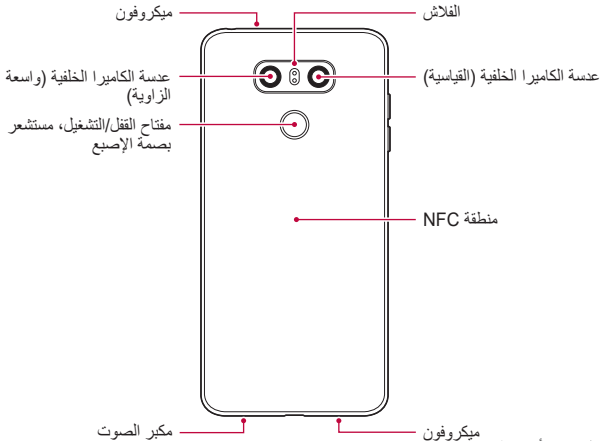 الفلاش
ميكروفون
عدسة الكاميرا الخلفية (القياسية)
عدسة الكاميرا الخلفية (واسعة
الزاوية)
مفتاح القفل/التشغيل، مستشعر
بصمة الإصبع
منطقة NFC
ميكروفون
مكبر الصوت